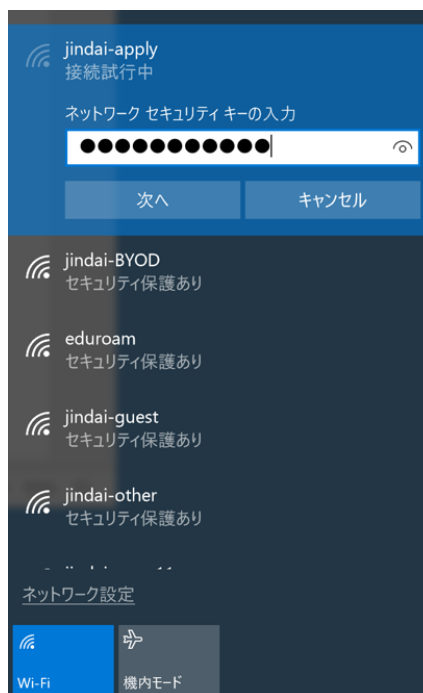 jindai-apply
接続試行中
ネットワーク セキュリティ キーの入力
●●●●●●●●●●●
次へ
キャンセル
jindai-BYOD
セキュリティ保護あり
eduroam
セキュリティ保護あり
jindai-guest
セキュリティ保護あり
jindai-other
セキュリティ保護あり
ネットワーク設定
Wi-Fi
機内モード